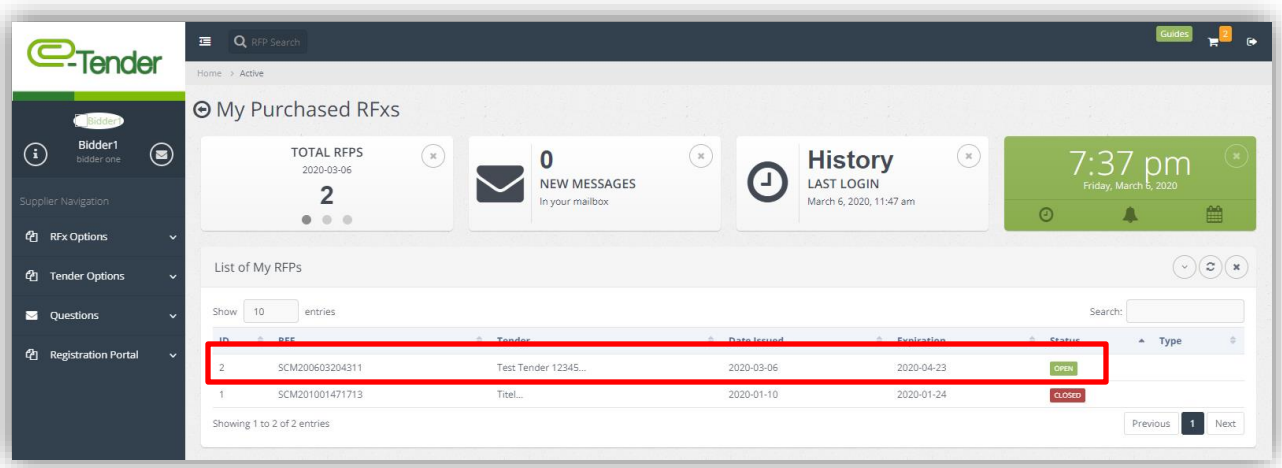 e-Tender
RFP Search
Guides
2
Home > Active
Bidder1
Bidder1
bidder one
Supplier Navigation
RFx Options
Tender Options
Questions
Registration Portal
My Purchased RFxs
TOTAL RFPS
2020-03-06
2
0
NEW MESSAGES
In your mailbox
History
LAST LOGIN
March 6, 2020, 11:47 am
7:37 pm
Friday, March 6, 2020
List of My RFPs
Show 10 entries
Search:
ID REF Tender Date Issued Expiration Status Type
2 SCM200603204311 Test Tender 12345... 2020-03-06 2020-04-23 OPEN
1 SCM201001471713 Titel... 2020-01-10 2020-01-24 CLOSED
Showing 1 to 2 of 2 entries
Previous 1 Next